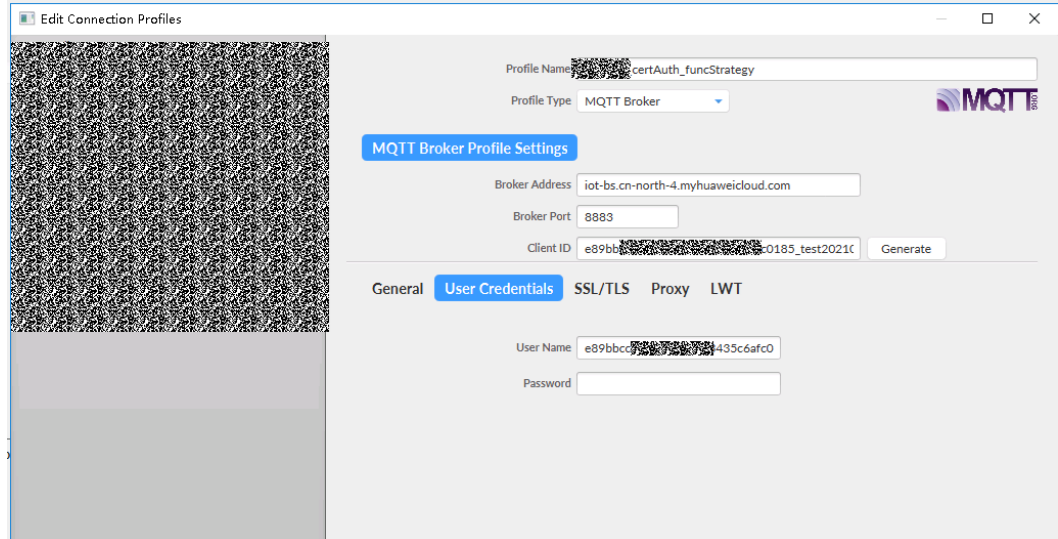 Edit Connection Profiles
Profile Name certAuth_funcStrategy
Profile Type MQTT Broker
MQTT ORG
MQTT Broker Profile Settings
Broker Address iot-bs.cn-north-4.myhuaweicloud.com
Broker Port 8883
Client ID e89bb c0185_test20210 Generate
General User Credentials SSL/TLS Proxy LWT
User Name e89bbcc 435c6afc0
Password